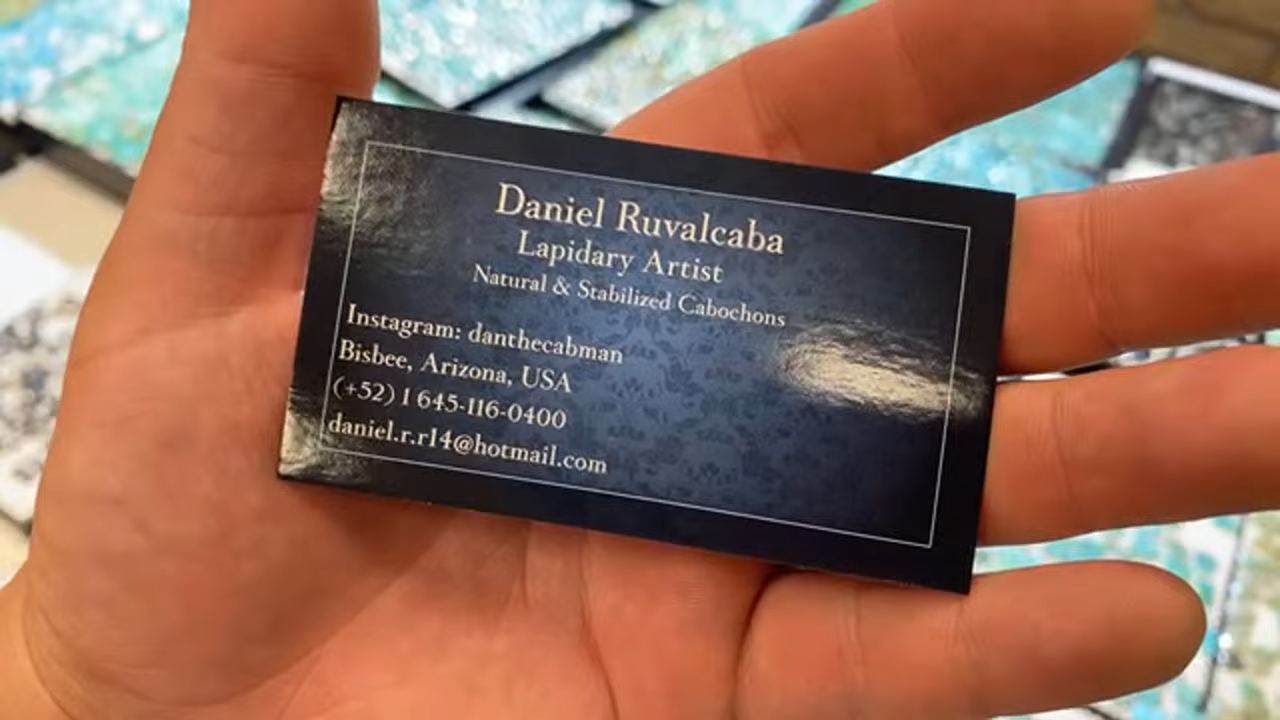 Daniel Ruvalcaba
Lapidary Artist
Natural & Stabilized Cabochons
Instagram: danthecabman
Bisbee, Arizona, USA
(+52) 1 645-116-0400
daniel.r.r14@hotmail.com